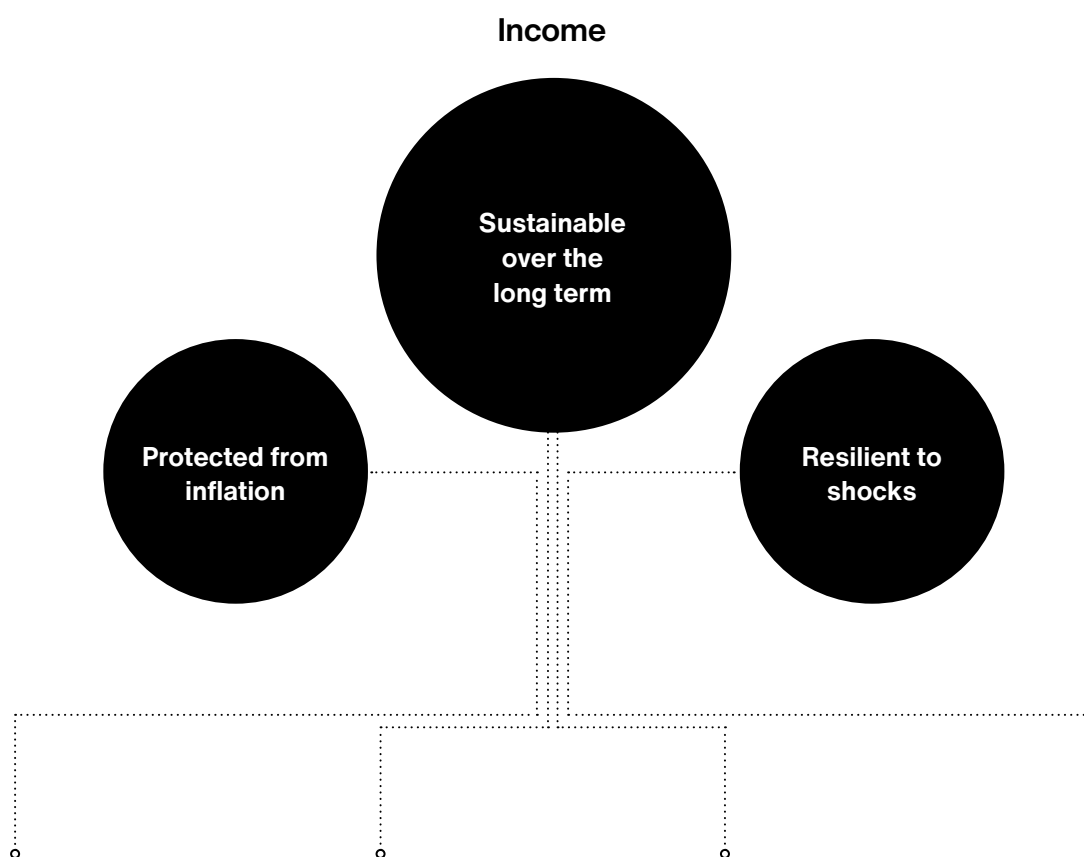 Income
Sustainable
over the
long term
Protected from
inflation
Resilient to
shocks